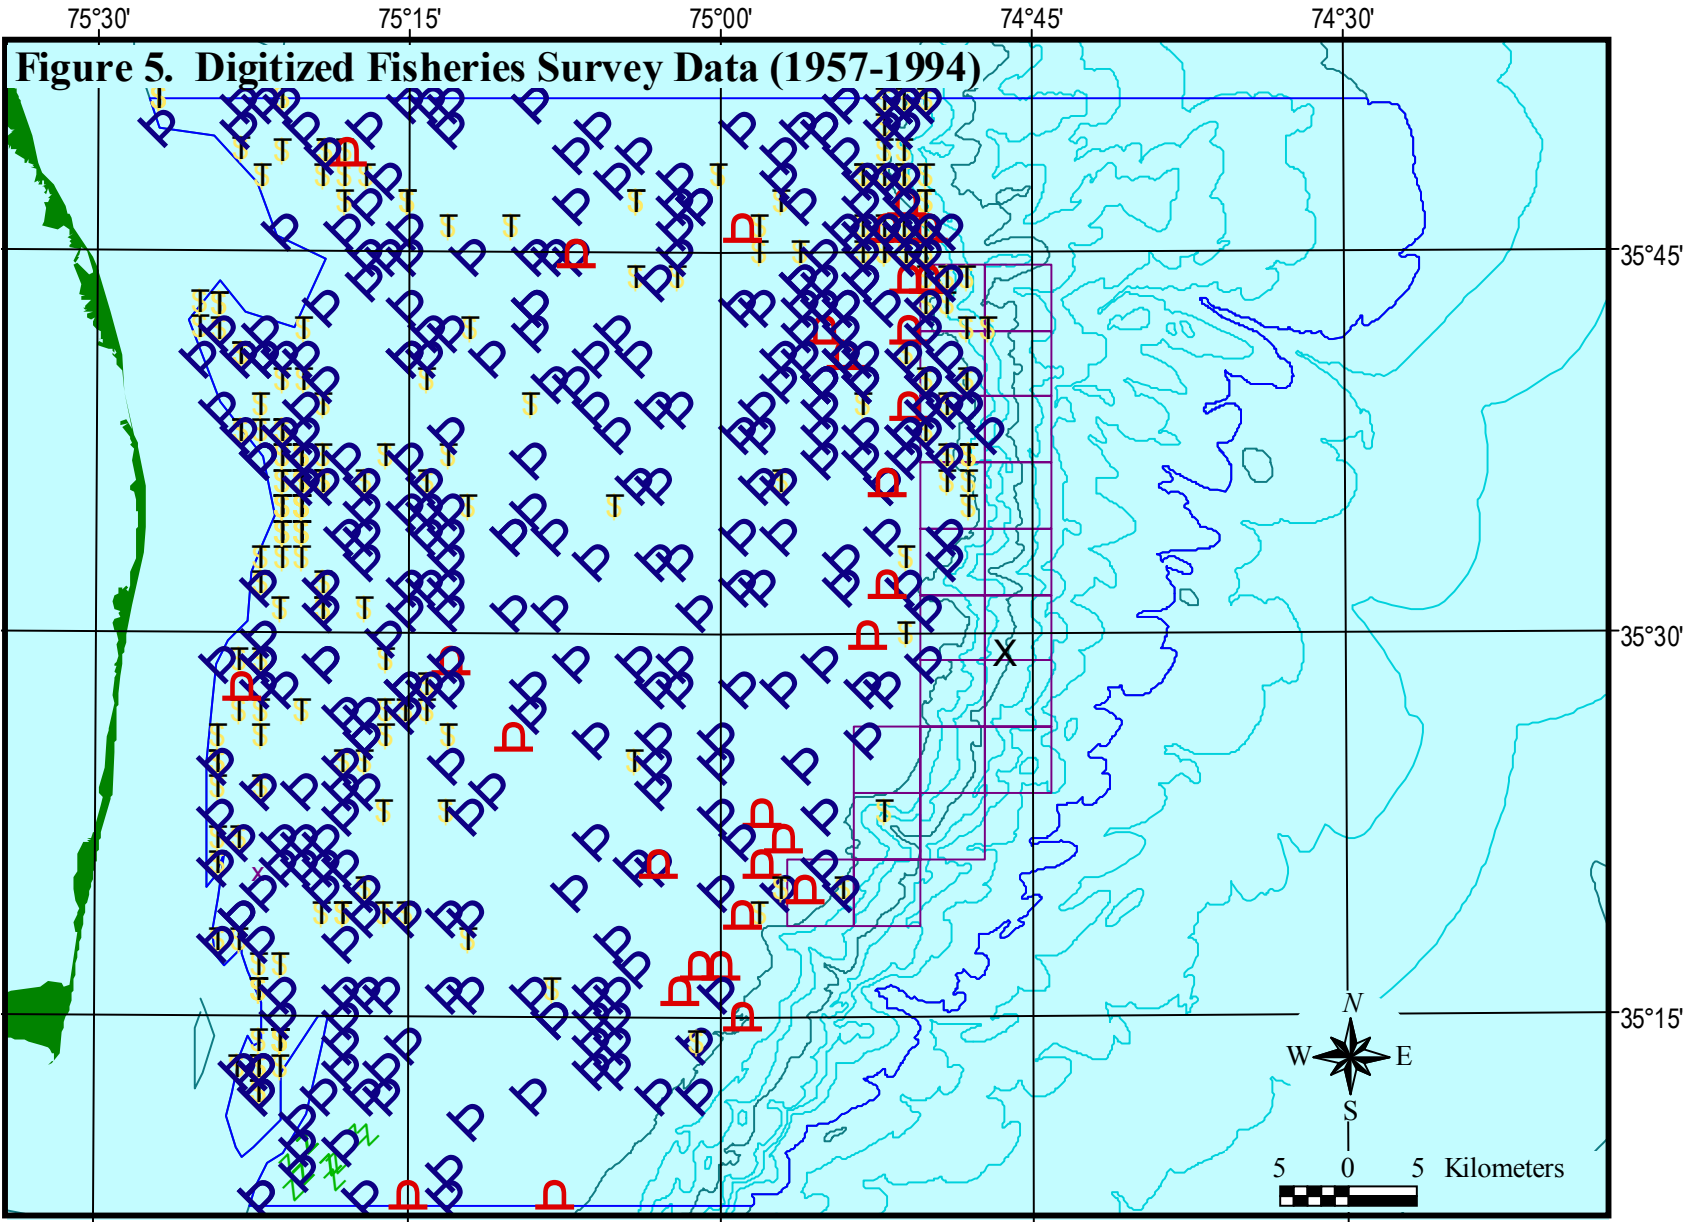 75°30' 75°15' 75°00' 74°45' 74°30'
Figure 5. Digitized Fisheries Survey Data (1957-1994)
35°45'
35°30'
X
x
35°15'
N
W E
S
5 0 5 Kilometers